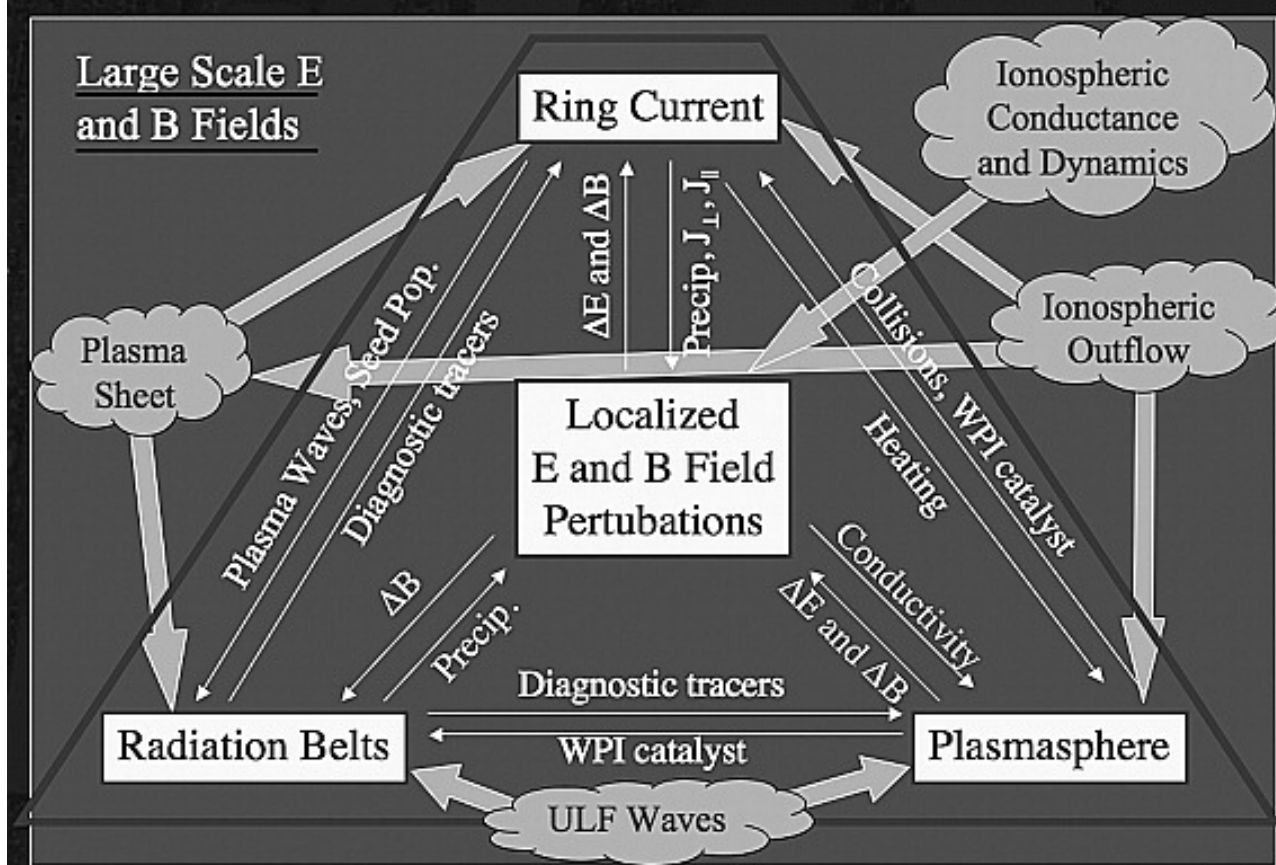 Large Scale E
and B Fields
Ring Current
Ionospheric
Conductance
and Dynamics
ΔE and ΔB
Precip, J⊥, J∥
Plasma
Sheet
Ionospheric
Outflow
Plasma Waves, Seed Pop.
Diagnostic tracers
Collisions, WPI catalyst
Heating
Localized
E and B Field
Pertubations
ΔB
Precip.
Conductivity
ΔE and ΔB
Diagnostic tracers
WPI catalyst
Radiation Belts
Plasmasphere
ULF Waves